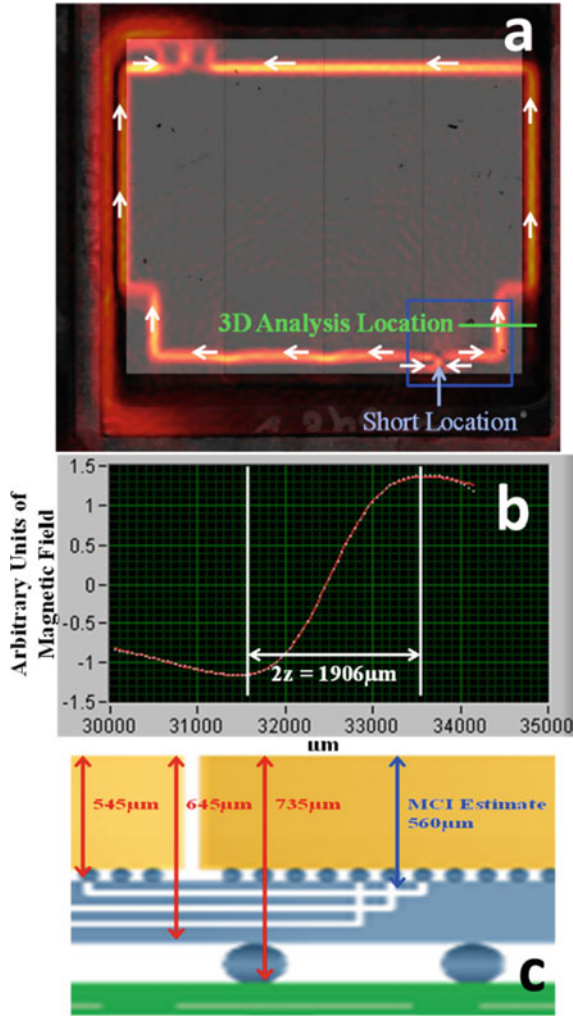 a
3D Analysis Location
Short Location
b
Arbitrary Units of
Magnetic Field
1.5
1
0.5
0
-0.5
-1
-1.5
2z = 1906µm
30000 31000 32000 33000 34000 35000
µm
545µm 645µm 735µm MCI Estimate
560µm
c